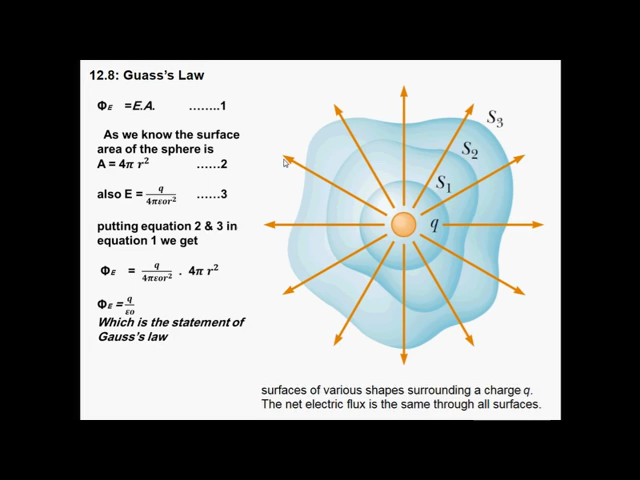 12.8: Guass's Law
ΦE =E.A. ........1
As we know the surface
area of the sphere is
A = 4π r² ......2
also E = q/4πεor² ......3
putting equation 2 & 3 in
equation 1 we get
ΦE = q/4πεor² . 4π r²
ΦE = q/εo
Which is the statement of
Gauss's law
S3
S2
S1
q
surfaces of various shapes surrounding a charge q.
The net electric flux is the same through all surfaces.